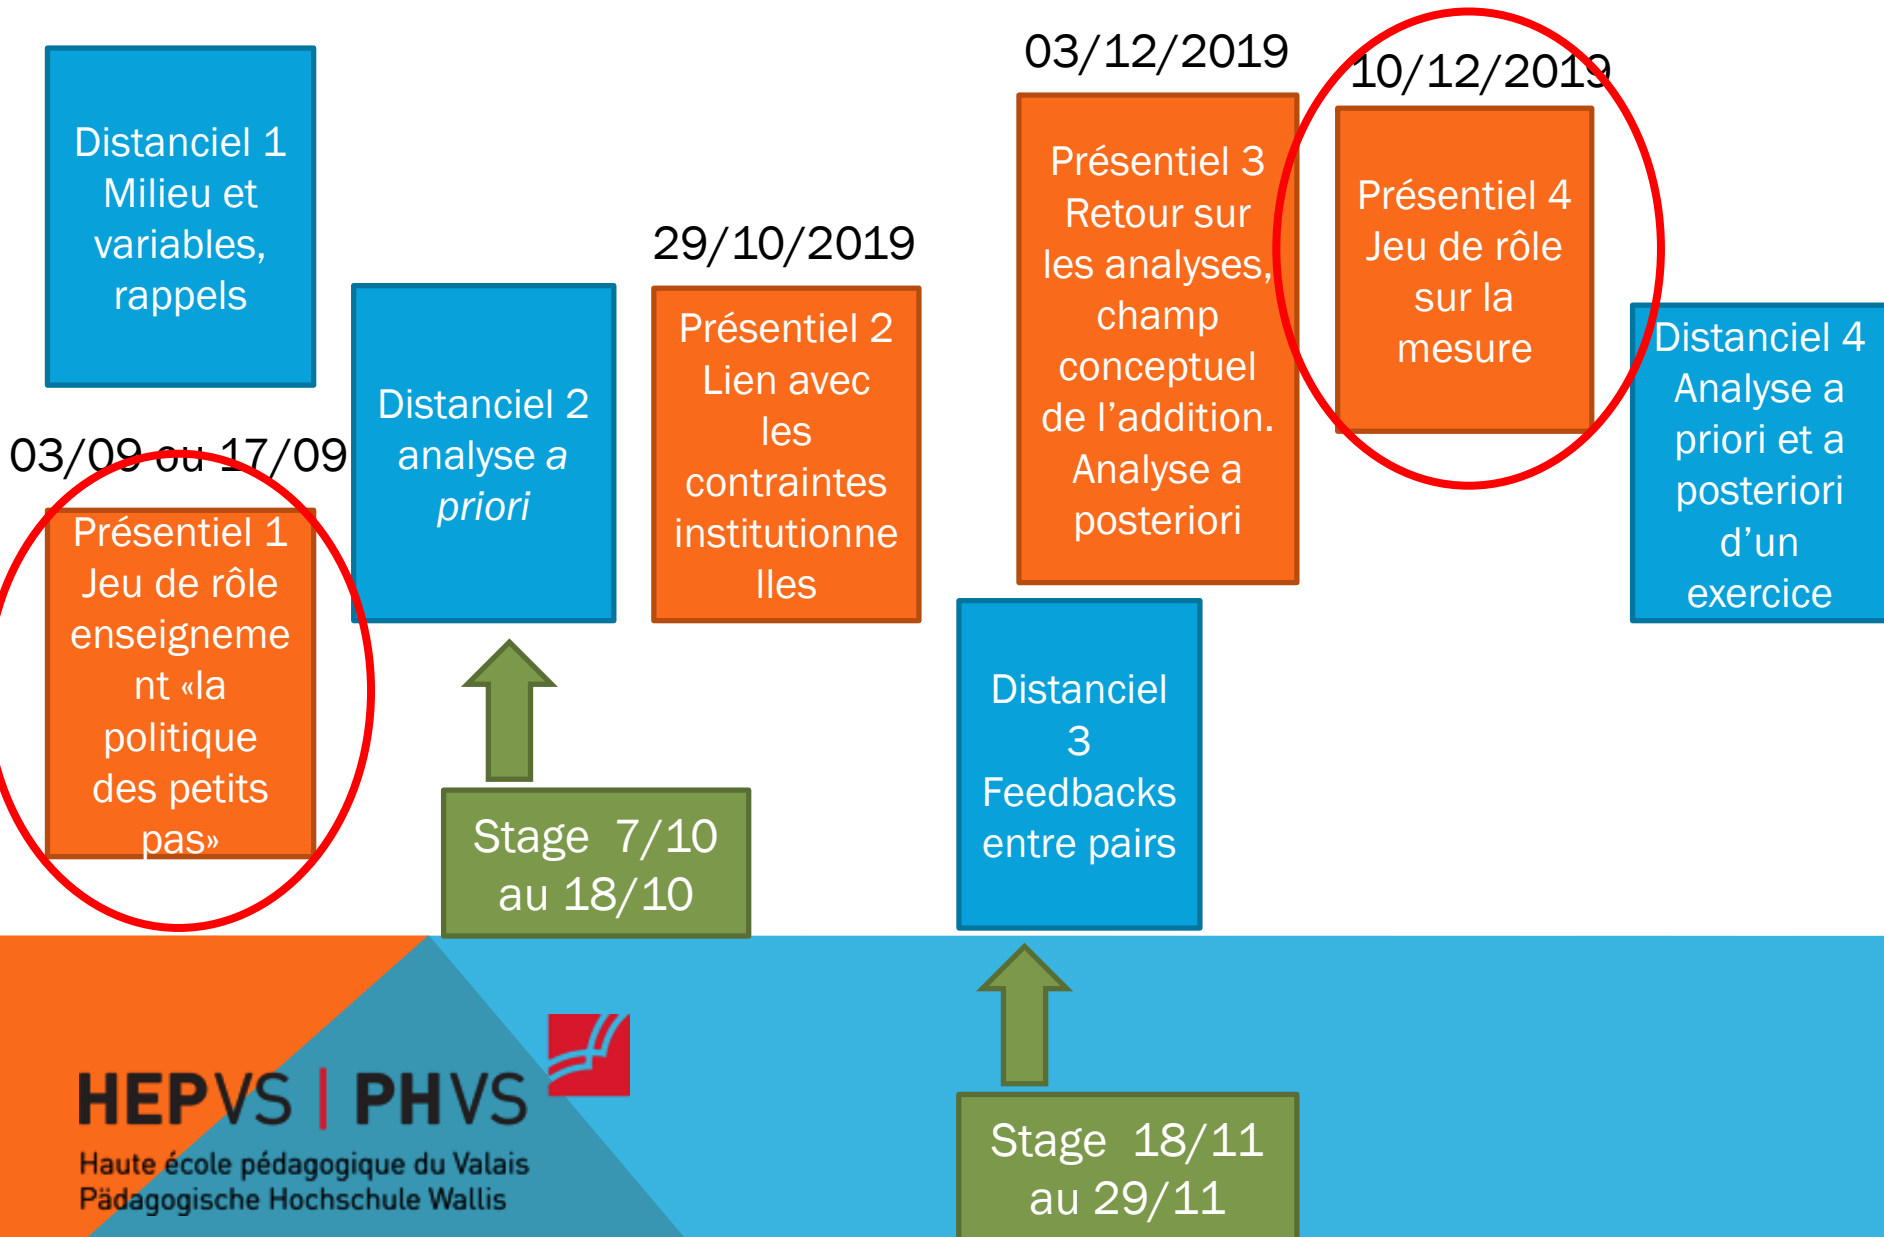 Distanciel 1
Milieu et
variables,
rappels
03/09 ou 17/09
Présentiel 1
Jeu de rôle
enseigneme
nt «la
politique
des petits
pas»
Distanciel 2
analyse a
priori
Stage 7/10
au 18/10
29/10/2019
Présentiel 2
Lien avec
les
contraintes
institutionne
lles
03/12/2019
Présentiel 3
Retour sur
les analyses,
champ
conceptuel
de l'addition.
Analyse a
posteriori
Distanciel
3
Feedbacks
entre pairs
Stage 18/11
au 29/11
10/12/2019
Présentiel 4
Jeu de rôle
sur la
mesure
Distanciel 4
Analyse a
priori et a
posteriori
d'un
exercice
HEPVS | PHVS
Haute école pédagogique du Valais
Pädagogische Hochschule Wallis